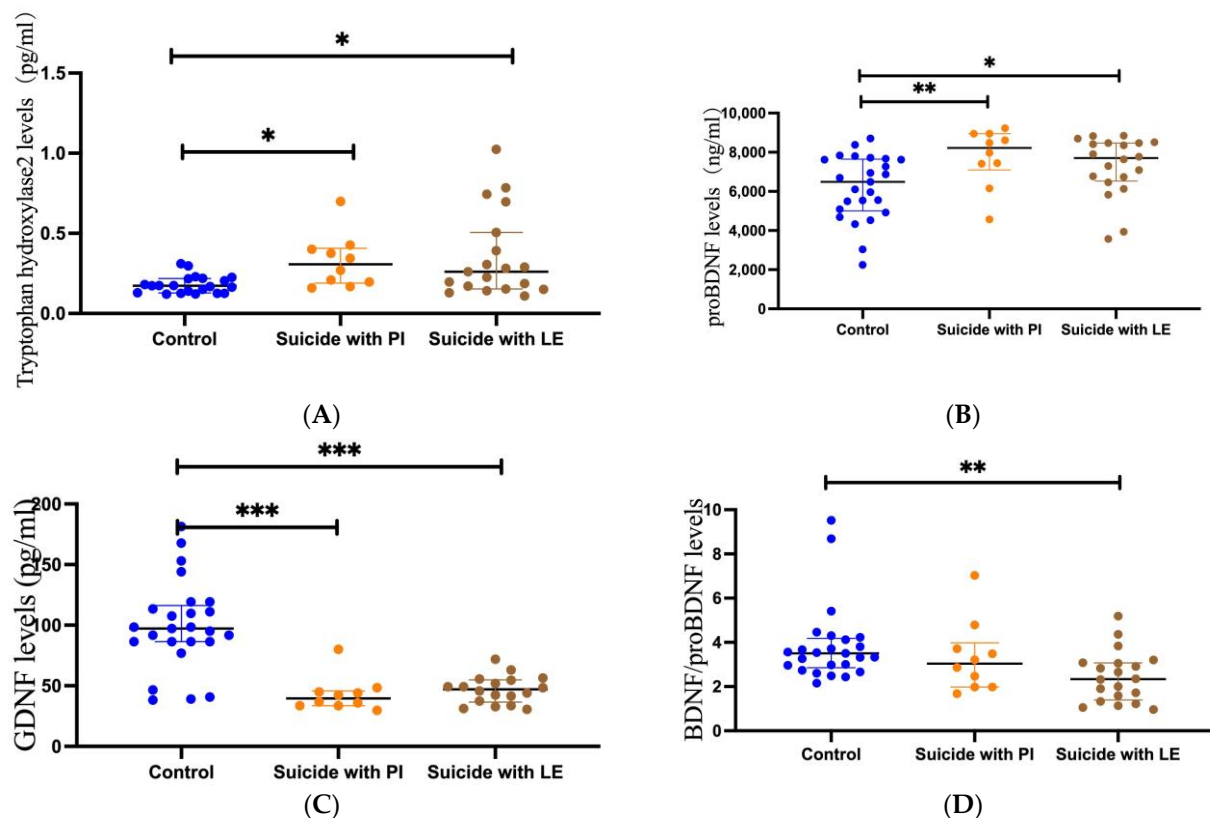 Tryptophan hydroxylase2 levels (pg/ml)
*
*
1.5
1.0
0.5
0.0
Control Suicide with PI Suicide with LE
(A)
proBDNF levels (ng/ml)
*
**
10,000
8,000
6,000
4,000
2,000
0
Control Suicide with PI Suicide with LE
(B)
GDNF levels (pg/ml)
***
***
200
150
100
50
0
Control Suicide with PI Suicide with LE
(C)
BDNF/proBDNF levels
**
10
8
6
4
2
0
Control Suicide with PI Suicide with LE
(D)